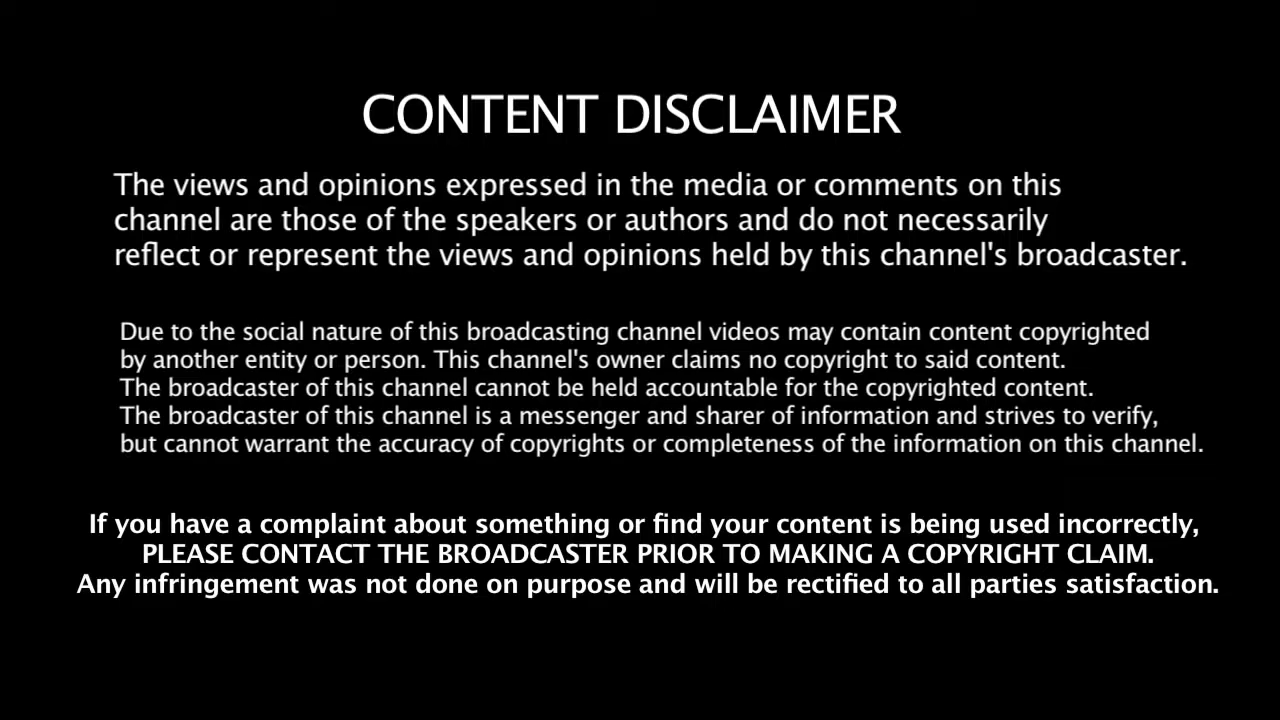 CONTENT DISCLAIMER
The views and opinions expressed in the media or comments on this
channel are those of the speakers or authors and do not necessarily
reflect or represent the views and opinions held by this channel's broadcaster.
Due to the social nature of this broadcasting channel videos may contain content copyrighted
by another entity or person. This channel's owner claims no copyright to said content.
The broadcaster of this channel cannot be held accountable for the copyrighted content.
The broadcaster of this channel is a messenger and sharer of information and strives to verify,
but cannot warrant the accuracy of copyrights or completeness of the information on this channel.
If you have a complaint about something or find your content is being used incorrectly,
PLEASE CONTACT THE BROADCASTER PRIOR TO MAKING A COPYRIGHT CLAIM.
Any infringement was not done on purpose and will be rectified to all parties satisfaction.